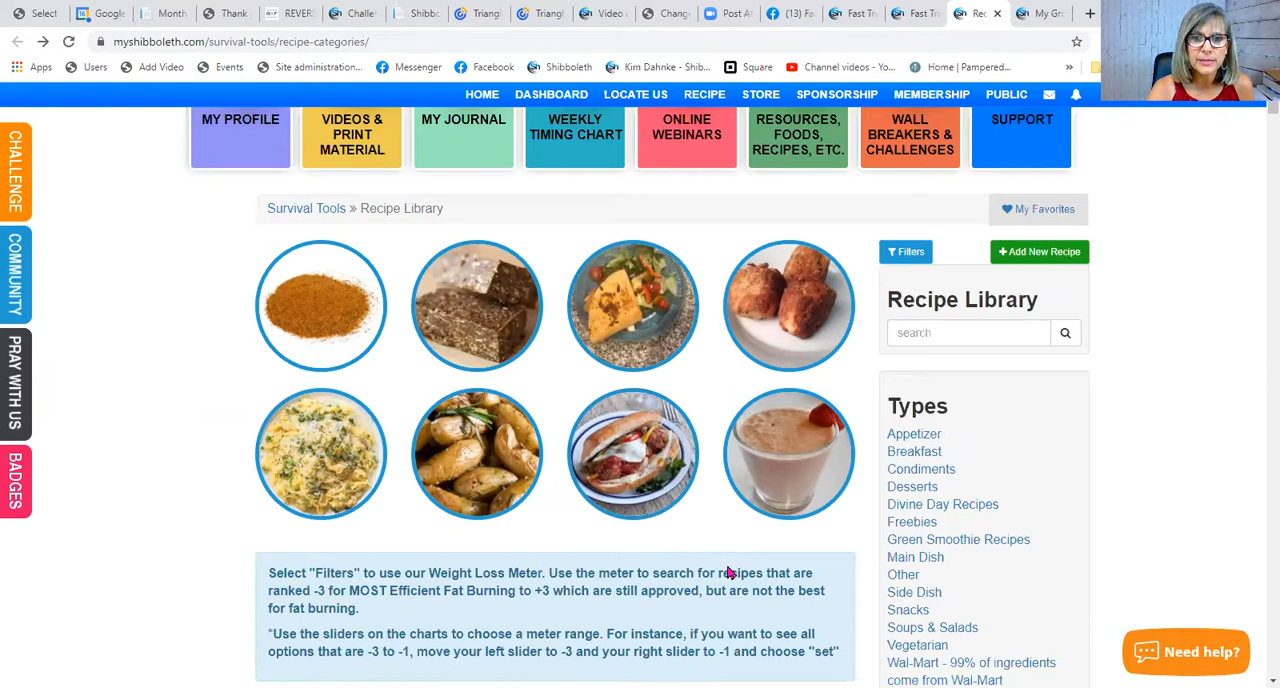 Select
Google
Month
Thank
REVERS
Challe
Shibbo
Triangl
Triangl
Video u
Chang
Post At
(13) Fa
Fast Tra
Fast Tra
Rec
My Gro
myshibboleth.com/survival-tools/recipe-categories/
Apps
Users
Add Video
Events
Site administration...
Messenger
Facebook
Shibboleth
Kim Dahnke - Shib...
Square
Channel videos - Yo...
Home | Pampered...
HOME DASHBOARD LOCATE US RECIPE STORE SPONSORSHIP MEMBERSHIP PUBLIC
MY PROFILE
VIDEOS &
PRINT
MATERIAL
MY JOURNAL
WEEKLY
TIMING CHART
ONLINE
WEBINARS
RESOURCES,
FOODS,
RECIPES, ETC.
WALL
BREAKERS &
CHALLENGES
SUPPORT
CHALLENGE
COMMUNITY
PRAY WITH US
BADGES
Survival Tools » Recipe Library
My Favorites
Filters
+ Add New Recipe
Recipe Library
search
Types
Appetizer
Breakfast
Condiments
Desserts
Divine Day Recipes
Freebies
Green Smoothie Recipes
Main Dish
Other
Side Dish
Snacks
Soups & Salads
Vegetarian
Wal-Mart - 99% of ingredients
come from Wal-Mart
Select "Filters" to use our Weight Loss Meter. Use the meter to search for recipes that are
ranked -3 for MOST Efficient Fat Burning to +3 which are still approved, but are not the best
for fat burning.
*Use the sliders on the charts to choose a meter range. For instance, if you want to see all
options that are -3 to -1, move your left slider to -3 and your right slider to -1 and choose "set"
Need help?